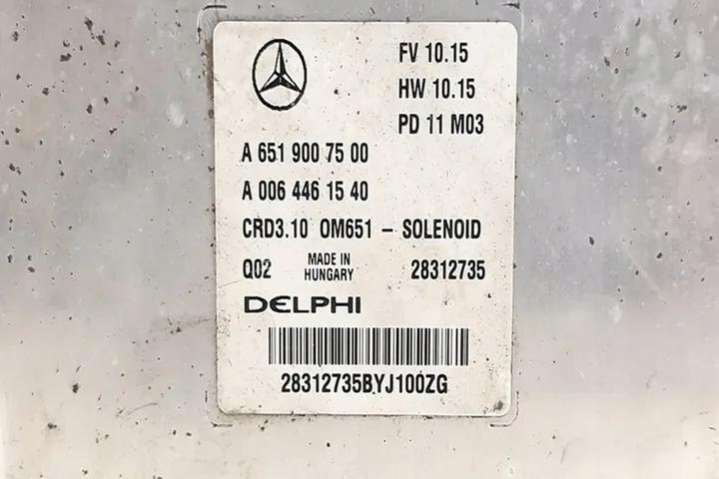 FV 10.15
HW 10.15
PD 11 M03
A 651 900 75 00
A 006 446 15 40
CRD3.10 OM651 – SOLENOID
Q02 MADE IN HUNGARY 28312735
DELPHI
28312735BYJ100ZG